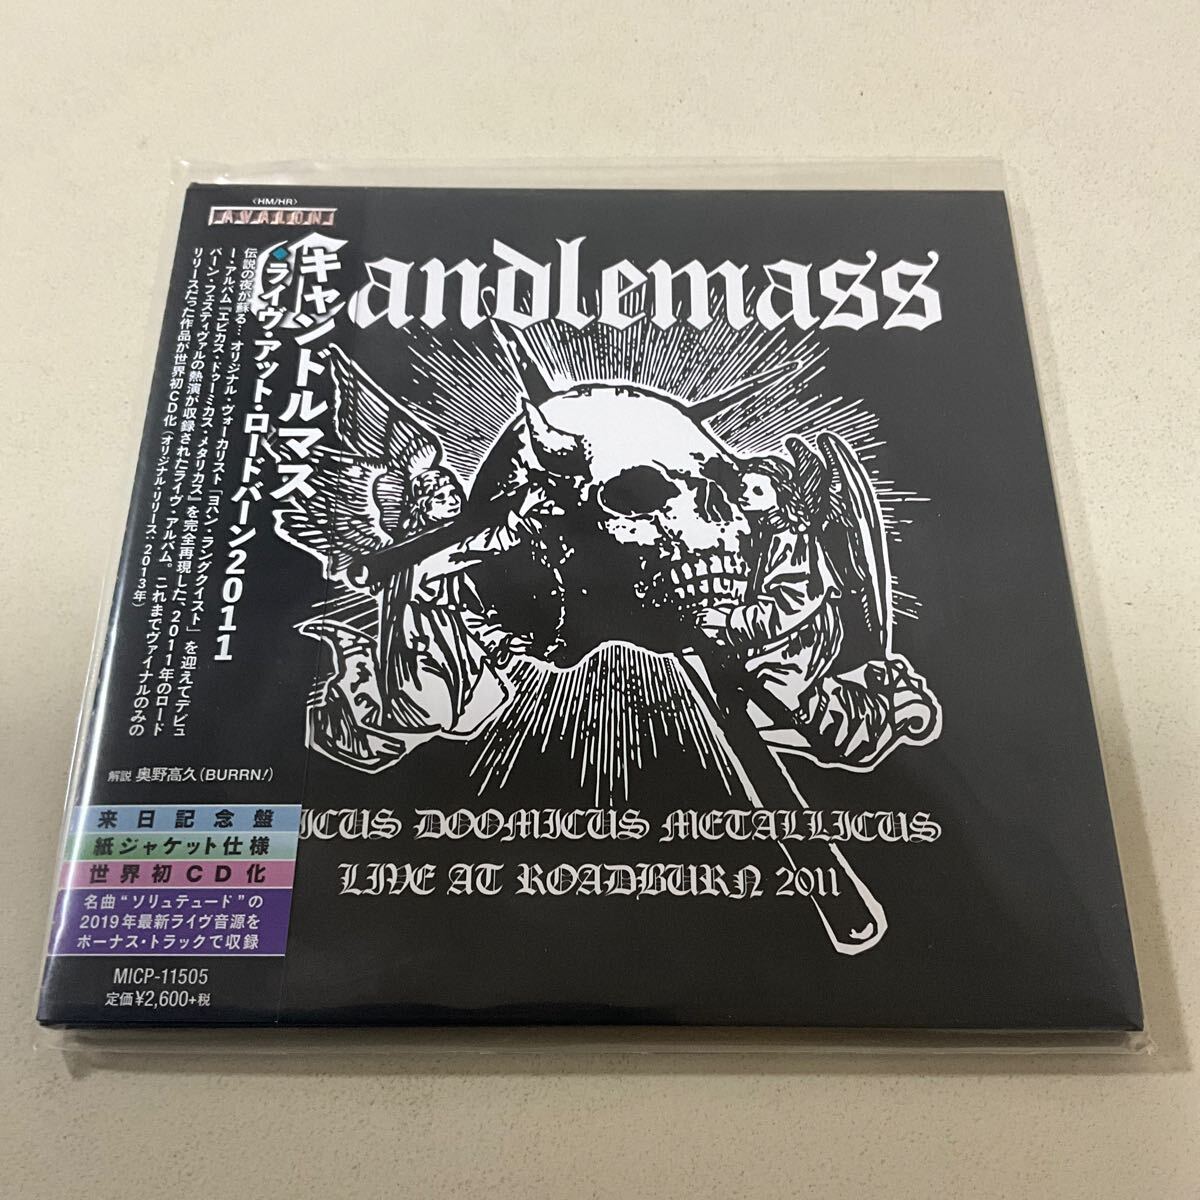 〈HM/HR〉
AVALON
キャンドルマス
◆ライヴ・アット・ロードバーン2011
伝説の夜が蘇る… オリジナル・ヴォーカリスト「ヨハン・ラングクイスト」を迎えてデビュ
ー・アルバム「エピカス・ドゥーミカス・メタリカス」を完全再現した、2011年のロード
バーン・フェスティヴァルの熱演が収録されたライヴ・アルバム。これまでヴァイナルのみの
リリースだった作品が世界初CD化（オリジナル・リリース：2013年）
解説 奥野高久（BURRN!）
来日記念盤
紙ジャケット仕様
世界初CD化
名曲“ソリュテュード”の
2019年最新ライヴ音源を
ボーナス・トラックで収録
MICP-11505
定価¥2,600+税
Candlemass
ICUS DOOMICUS METALLICUS
LIVE AT ROADBURN 2011